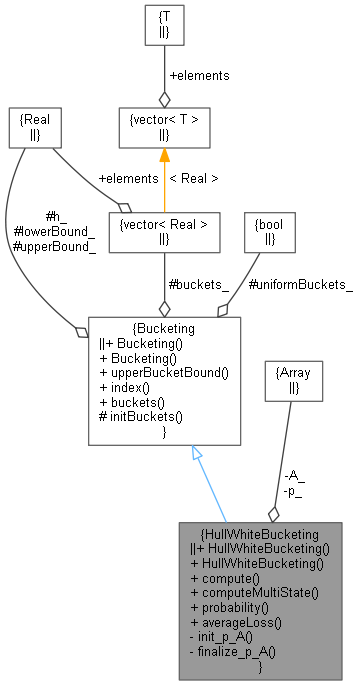 {T
||}
+elements
{Real
||}
{vector< T >
||}
+elements
< Real >
#h_
#lowerBound_
#upperBound_
{vector< Real >
||}
{bool
||}
#buckets_
#uniformBuckets_
{Bucketing
||+ Bucketing()
+ Bucketing()
+ upperBucketBound()
+ index()
+ buckets()
# initBuckets()
}
{Array
||}
-A_
-p_
{HullWhiteBucketing
||+ HullWhiteBucketing()
+ HullWhiteBucketing()
+ compute()
+ computeMultiState()
+ probability()
+ averageLoss()
- init_p_A()
- finalize_p_A()
}